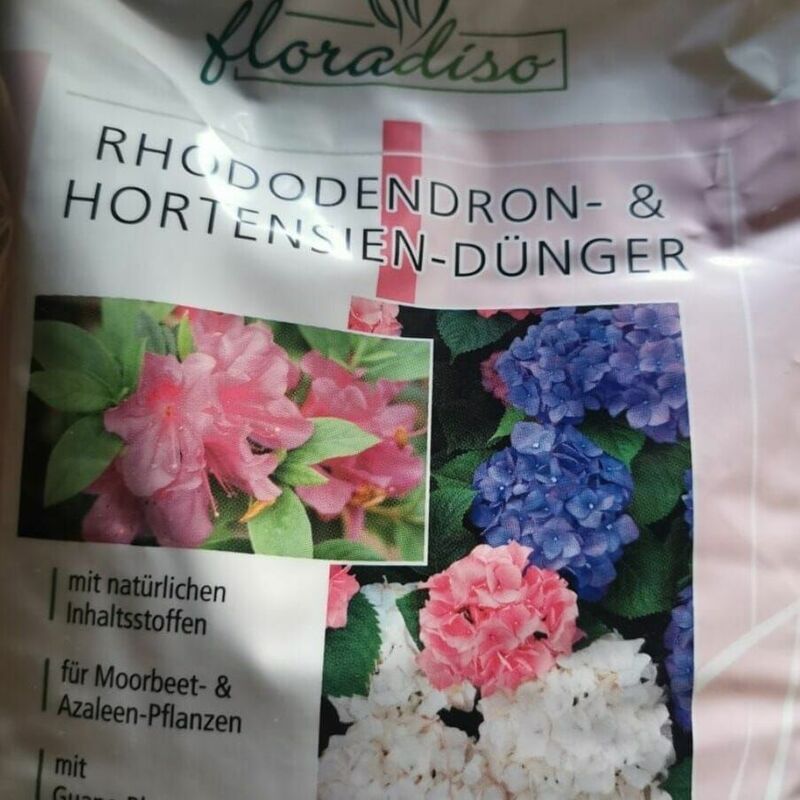 floradiso
RHODODENDRON- &
HORTENSIEN-DÜNGER
mit natürlichen
Inhaltsstoffen
für Moorbeet- &
Azaleen-Pflanzen
mit